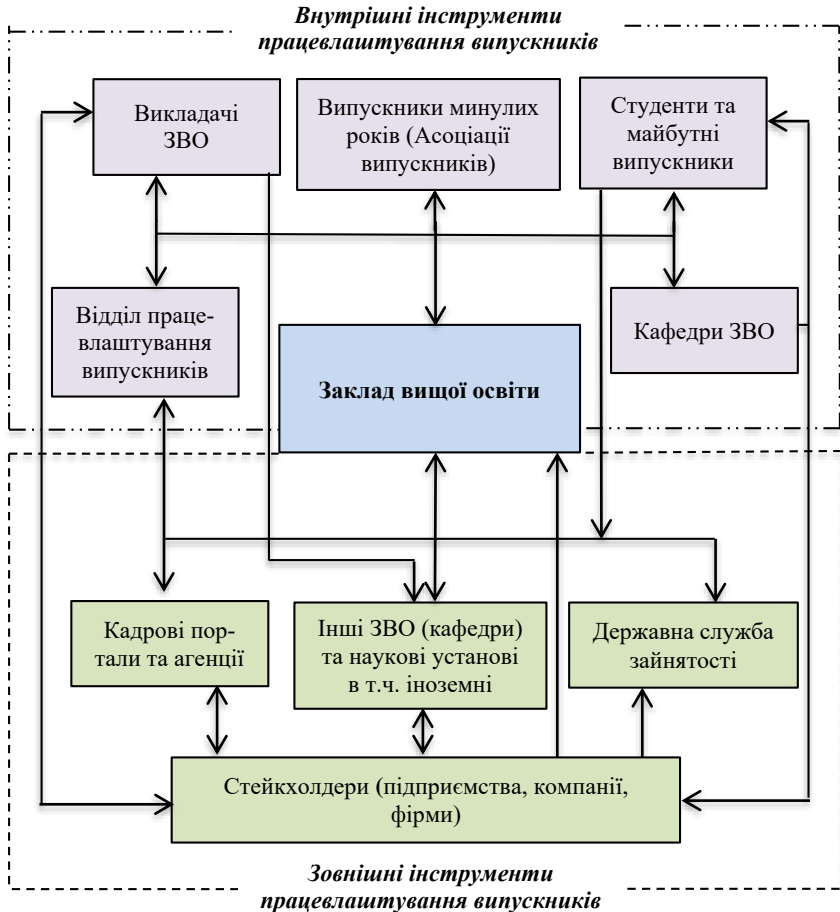 Внутрішні інструменти
працевлаштування випускників
Викладачі
ЗВО
Випускники минулих
років (Асоціації
випускників)
Студенти та
майбутні
випускники
Відділ праце-
влаштування
випускників
Кафедри ЗВО
Заклад вищої освіти
Кадрові пор-
тали та агенції
Інші ЗВО (кафедри)
та наукові установі
в т.ч. іноземні
Державна служба
зайнятості
Стейкхолдери (підприємства, компанії,
фірми)
Зовнішні інструменти
працевлаштування випускників